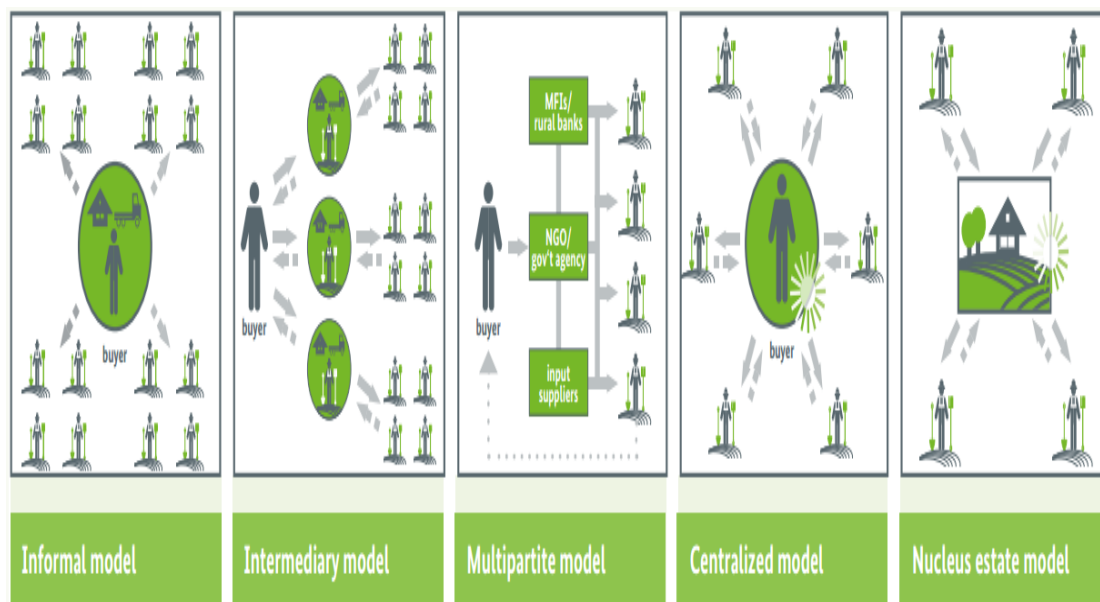 buyer
Informal model
buyer
Intermediary model
MFIs/
rural banks
NGO/
gov't agency
input
suppliers
buyer
Multipartite model
buyer
Centralized model
Nucleus estate model